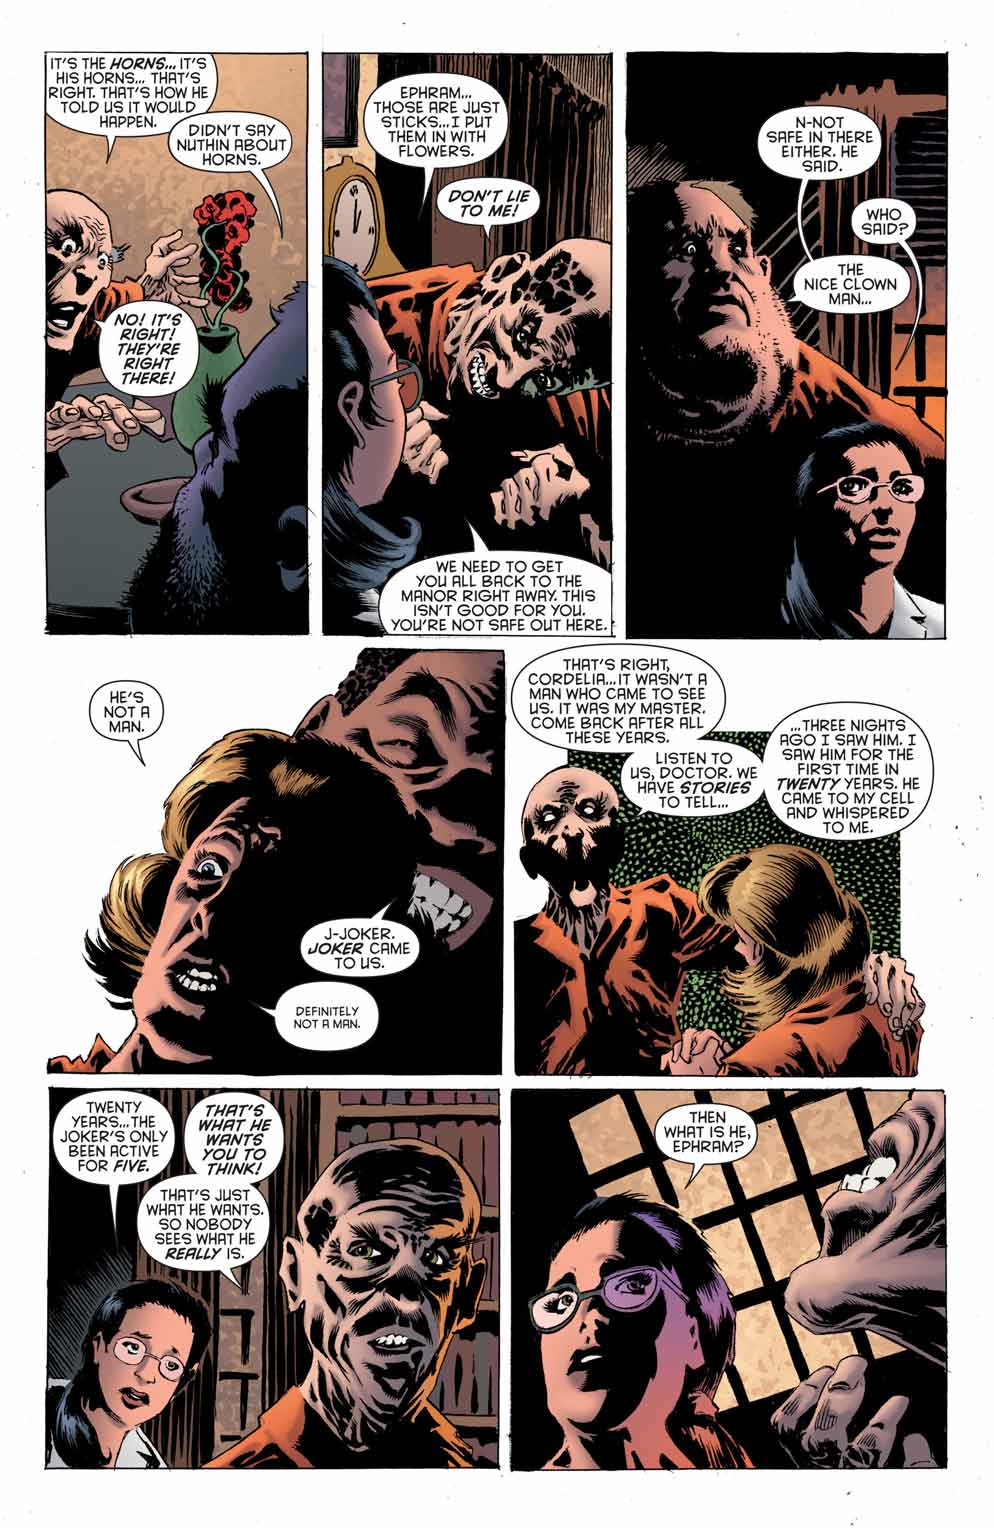 IT'S THE HORNS... IT'S
HIS HORNS... THAT'S
RIGHT. THAT'S HOW HE
TOLD US IT WOULD
HAPPEN.
DIDN'T SAY
NUTHIN ABOUT
HORNS.
NO! IT'S
RIGHT!
THEY'RE
RIGHT
THERE!
EPHRAM...
THOSE ARE JUST
STICKS...I PUT
THEM IN WITH
FLOWERS.
DON'T LIE
TO ME!
WE NEED TO GET
YOU ALL BACK TO THE
MANOR RIGHT AWAY. THIS
ISN'T GOOD FOR YOU.
YOU'RE NOT SAFE OUT HERE.
N-NOT
SAFE IN THERE
EITHER. HE
SAID.
WHO
SAID?
THE
NICE CLOWN
MAN...
HE'S
NOT A
MAN.
J-JOKER.
JOKER CAME
TO US.
DEFINITELY
NOT A MAN.
THAT'S RIGHT,
CORDELIA...IT WASN'T A
MAN WHO CAME TO SEE
US. IT WAS MY MASTER.
COME BACK AFTER ALL
THESE YEARS.
LISTEN TO
US, DOCTOR. WE
HAVE STORIES
TO TELL...
...THREE NIGHTS
AGO I SAW HIM. I
SAW HIM FOR THE
FIRST TIME IN
TWENTY YEARS. HE
CAME TO MY CELL
AND WHISPERED
TO ME.
TWENTY
YEARS...THE
JOKER'S ONLY
BEEN ACTIVE
FOR FIVE.
THAT'S
WHAT HE
WANTS
YOU TO
THINK!
THAT'S JUST
WHAT HE WANTS.
SO NOBODY
SEES WHAT HE
REALLY IS.
THEN
WHAT IS HE,
EPHRAM?